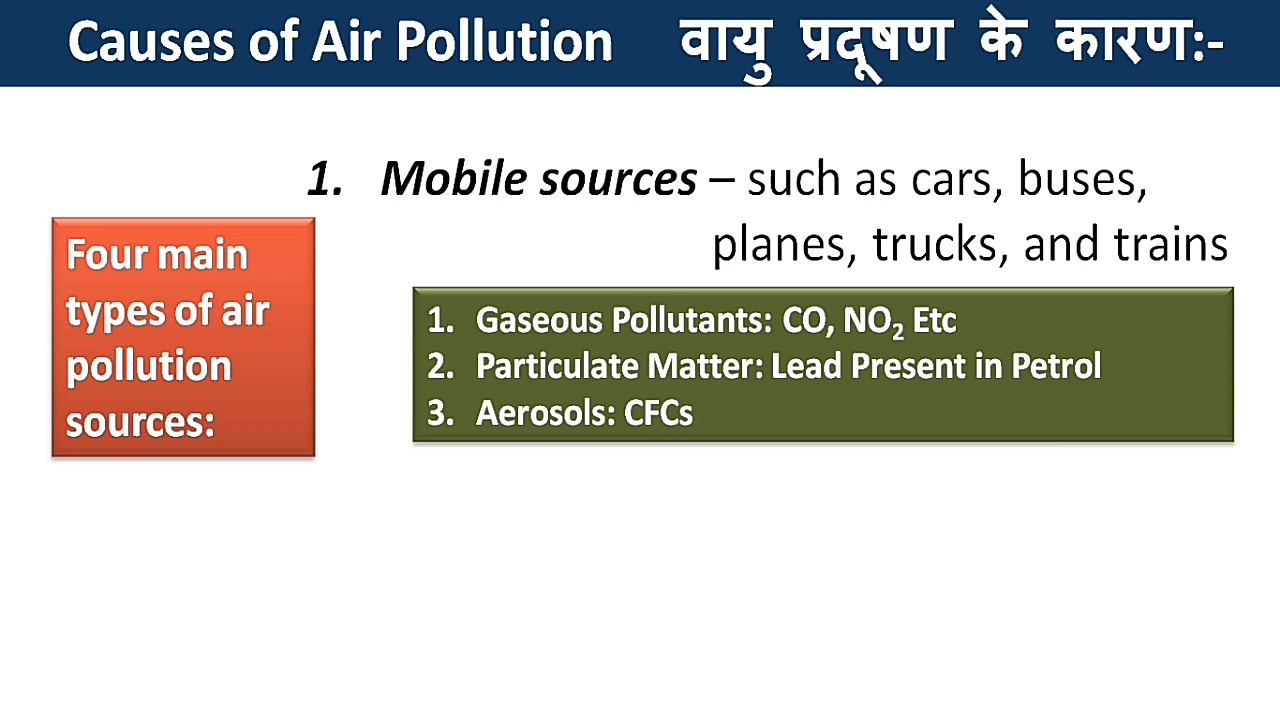 Causes of Air Pollution वायु प्रदूषण के कारण:-
1. Mobile sources – such as cars, buses,
planes, trucks, and trains
Four main
types of air
pollution
sources:
1. Gaseous Pollutants: CO, NO₂ Etc
2. Particulate Matter: Lead Present in Petrol
3. Aerosols: CFCs